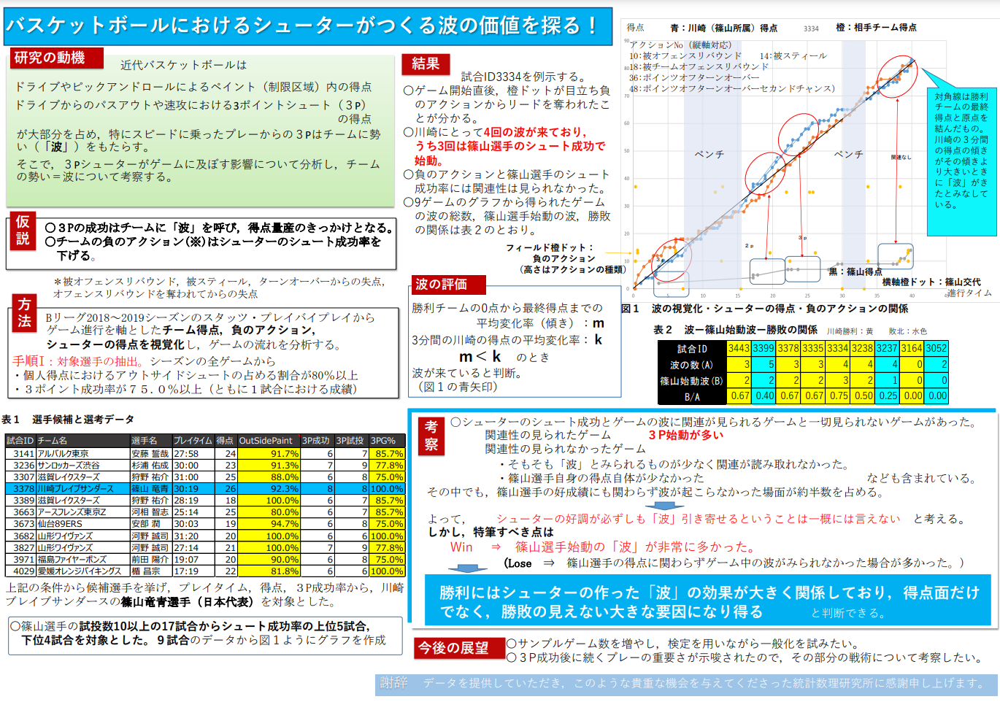 バスケットボールにおけるシューターがつくる波の価値を探る！
研究の動機
近代バスケットボールは
ドライブやピックアンドロールによるペイント（制限区域）内の得点
ドライブからのパスアウトや速攻における3ポイントシュート（３P）
の得点
が大部分を占め，特にスピードに乗ったプレーからの３Pはチームに勢
い（「波」）をもたらす。
そこで，３Pシューターがゲームに及ぼす影響について分析し，チーム
の勢い＝波について考察する。
仮説
〇３Pの成功はチームに「波」を呼び，得点量産のきっかけとなる。
〇チームの負のアクション(※)はシューターのシュート成功率を
下げる。
＊被オフェンスリバウンド，被スティール，ターンオーバーからの失点，
オフェンスリバウンドを奪われてからの失点
方法
Bリーグ2018～2019シーズンのスタッツ・プレイバイプレイから
ゲーム進行を軸としたチーム得点，負のアクション，
シューターの得点を視覚化し，ゲームの流れを分析する。
手順Ⅰ：対象選手の抽出。シーズンの全ゲームから
・個人得点におけるアウトサイドシュートの占める割合が80%以上
・３ポイント成功率が７５.０%以上（ともに１試合における成績）
表１　選手候補と選考データ
試合ID チーム名 選手名 プレイタイム 得点 OutSidePaint 3P成功 3P試投 3PG%
3141 アルバルク東京 安藤 誓哉 27:58 24 91.7% 6 7 85.7%
3236 サンロッカーズ渋谷 杉浦 佑成 30:00 23 91.3% 7 9 77.8%
3307 滋賀レイクスターズ 狩野 祐介 31:00 25 88.0% 6 8 75.0%
3378 川崎ブレイブサンダース 篠山 竜青 30:19 26 92.3% 8 8 100.0%
3389 滋賀レイクスターズ 狩野 祐介 28:19 18 100.0% 6 7 85.7%
3663 アースフレンズ東京Z 河相 智志 25:14 25 80.0% 6 7 85.7%
3673 仙台89ERS 安部 潤 30:03 19 94.7% 6 8 75.0%
3682 山形ワイヴァンズ 河野 誠司 31:20 20 100.0% 6 6 100.0%
3827 山形ワイヴァンズ 河野 誠司 27:14 21 100.0% 7 9 77.8%
3971 福島ファイヤーボンズ 前田 陽介 19:07 20 90.0% 6 8 75.0%
4029 愛媛オレンジバイキングス 楯 昌宗 17:19 22 81.8% 6 6 100.0%
上記の条件から候補選手を挙げ，プレイタイム，得点，３P成功率から，川崎
ブレイブサンダースの篠山竜青選手（日本代表）を対象とした。
〇篠山選手の試投数10以上の17試合からシュート成功率の上位5試合，
下位4試合を対象とした。９試合のデータから図１ようにグラフを作成
結果
試合ID3334を例示する。
〇ゲーム開始直後，橙ドットが目立ち負
のアクションからリードを奪われたこ
とが分かる。
〇川崎にとって4回の波が来ており，
うち3回は篠山選手のシュート成功で
始動。
〇負のアクションと篠山選手のシュート
成功率には関連性は見られなかった。
〇9ゲームのグラフから得られたゲーム
の波の総数，篠山選手始動の波，勝敗
の関係は表２のとおり。
フィールド橙ドット：
負のアクション
（高さはアクションの種類）
波の評価
勝利チームの0点から最終得点までの
平均変化率（傾き）：m
3分間の川崎の得点の平均変化率：k
m＜k　のとき
波が来ていると判断。
（図１の青矢印）
得点　青：川崎（篠山所属）得点　3334　橙：相手チーム得点
アクションNo（縦軸対応）
10:被オフェンスリバウンド　14:被スティール
18:被チームオフェンスリバウンド
36:ポインツオフターンオーバー
48:ポインツオフターンオーバーセカンドチャンス）
90
80
70
60
50
40
30
20
10
0
ベンチ
ベンチ
関連なし
３ｐ
２ｐ
３ｐ
黒：篠山得点
横軸橙ドット：篠山交代
0 5 10 15 20 25 30 35 40 45
進行タイム
対角線は勝利
チームの最終
得点と原点を
結んだもの。
川崎の３分間
の得点の傾き
がその傾きよ
り大きいとき
に「波」がき
たとみなして
いる。
図１　波の視覚化・シューターの得点・負のアクションの関係
表２　波ー篠山始動波ー勝敗の関係　川崎勝利：黄　敗北：水色
試合ID 3443 3399 3378 3335 3334 3238 3237 3164 3052
波の数(A) 3 5 3 3 4 4 4 0 2
篠山始動波(B) 2 2 2 2 3 2 1 0 0
B/A 0.67 0.40 0.67 0.67 0.75 0.50 0.25 0.00 0.00
考察
〇シューターのシュート成功とゲームの波に関連が見られるゲームと一切見られないゲームがあった。
関連性の見られたゲーム　３P始動が多い
関連性の見られなかったゲーム
・そもそも「波」とみられるものが少なく関連が読み取れなかった。
・篠山選手自身の得点自体が少なかった　なども含まれている。
その中でも，篠山選手の好成績にも関わらず波が起こらなかった場面が約半数を占める。
よって，　シューターの好調が必ずしも「波」引き寄せるということは一概には言えない　と考える。
しかし，特筆すべき点は
Win　⇒　篠山選手始動の「波」が非常に多かった。
（Lose　⇒　篠山選手の得点に関わらずゲーム中の波がみられなかった場合が多かった。）
勝利にはシューターの作った「波」の効果が大きく関係しており，得点面だけ
でなく，勝敗の見えない大きな要因になり得る　と判断できる。
今後の展望
〇サンプルゲーム数を増やし，検定を用いながら一般化を試みたい。
〇３P成功後に続くプレーの重要さが示唆されたので，その部分の戦術について考察したい。
謝辞　データを提供していただき，このような貴重な機会を与えてくださった統計数理研究所に感謝申し上げます。